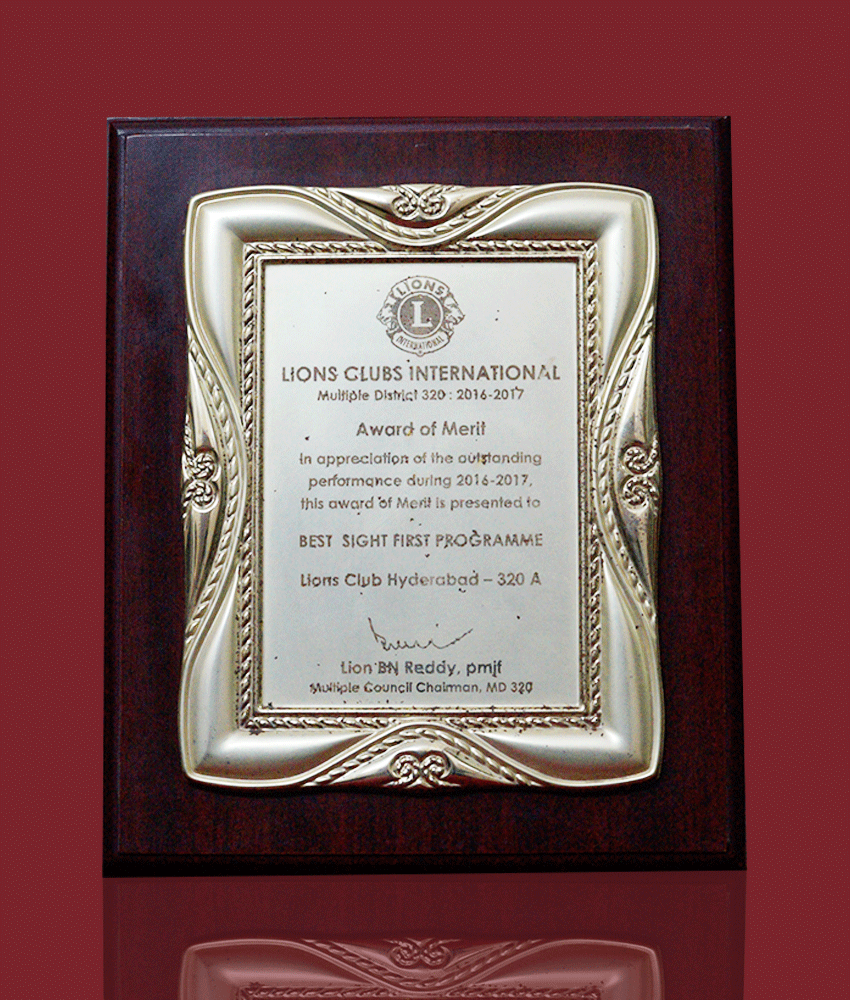 LIONS
L
INTERNATIONAL
LIONS CLUBS INTERNATIONAL
Multiple District 320 : 2016-2017
Award of Merit
in appreciation of the outstanding
performance during 2016-2017,
this award of Merit is presented to
BEST SIGHT FIRST PROGRAMME
Lions Club Hyderabad – 320 A
Lion BN Reddy, pmjf
Multiple Council Chairman, MD 320